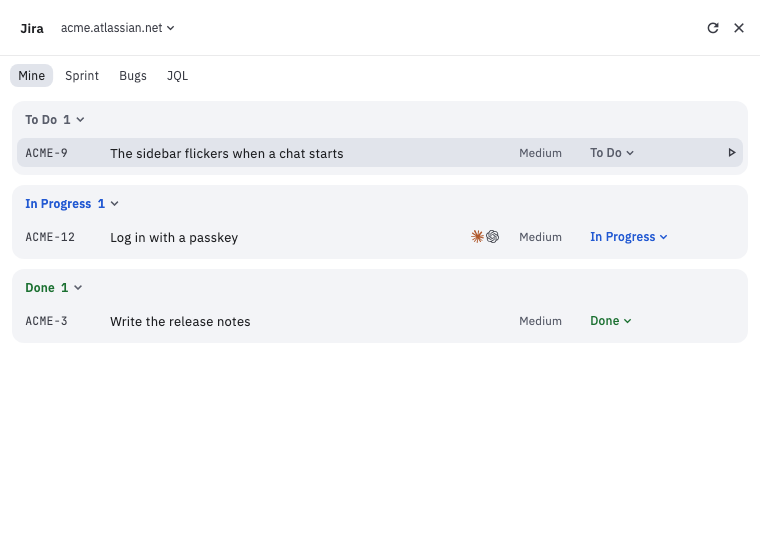 Jira acme.atlassian.net
Mine Sprint Bugs JQL
To Do 1
ACME-9 The sidebar flickers when a chat starts Medium To Do
In Progress 1
ACME-12 Log in with a passkey Medium In Progress
Done 1
ACME-3 Write the release notes Medium Done